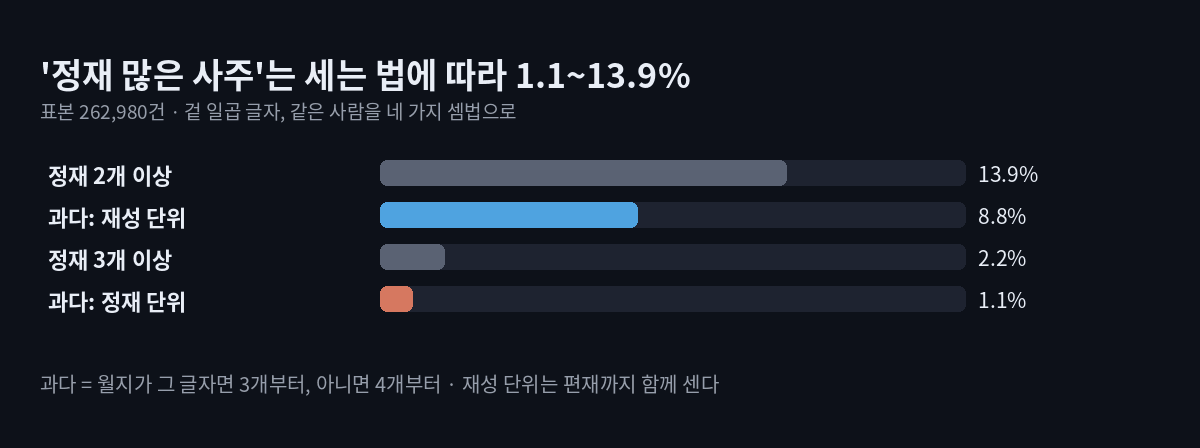 '정재 많은 사주'는 세는 법에 따라 1.1~13.9%
표본 262,980건 · 겉 일곱 글자, 같은 사람을 네 가지 셈법으로
정재 2개 이상 13.9%
과다: 재성 단위 8.8%
정재 3개 이상 2.2%
과다: 정재 단위 1.1%
과다 = 월지가 그 글자면 3개부터, 아니면 4개부터 · 재성 단위는 편재까지 함께 센다